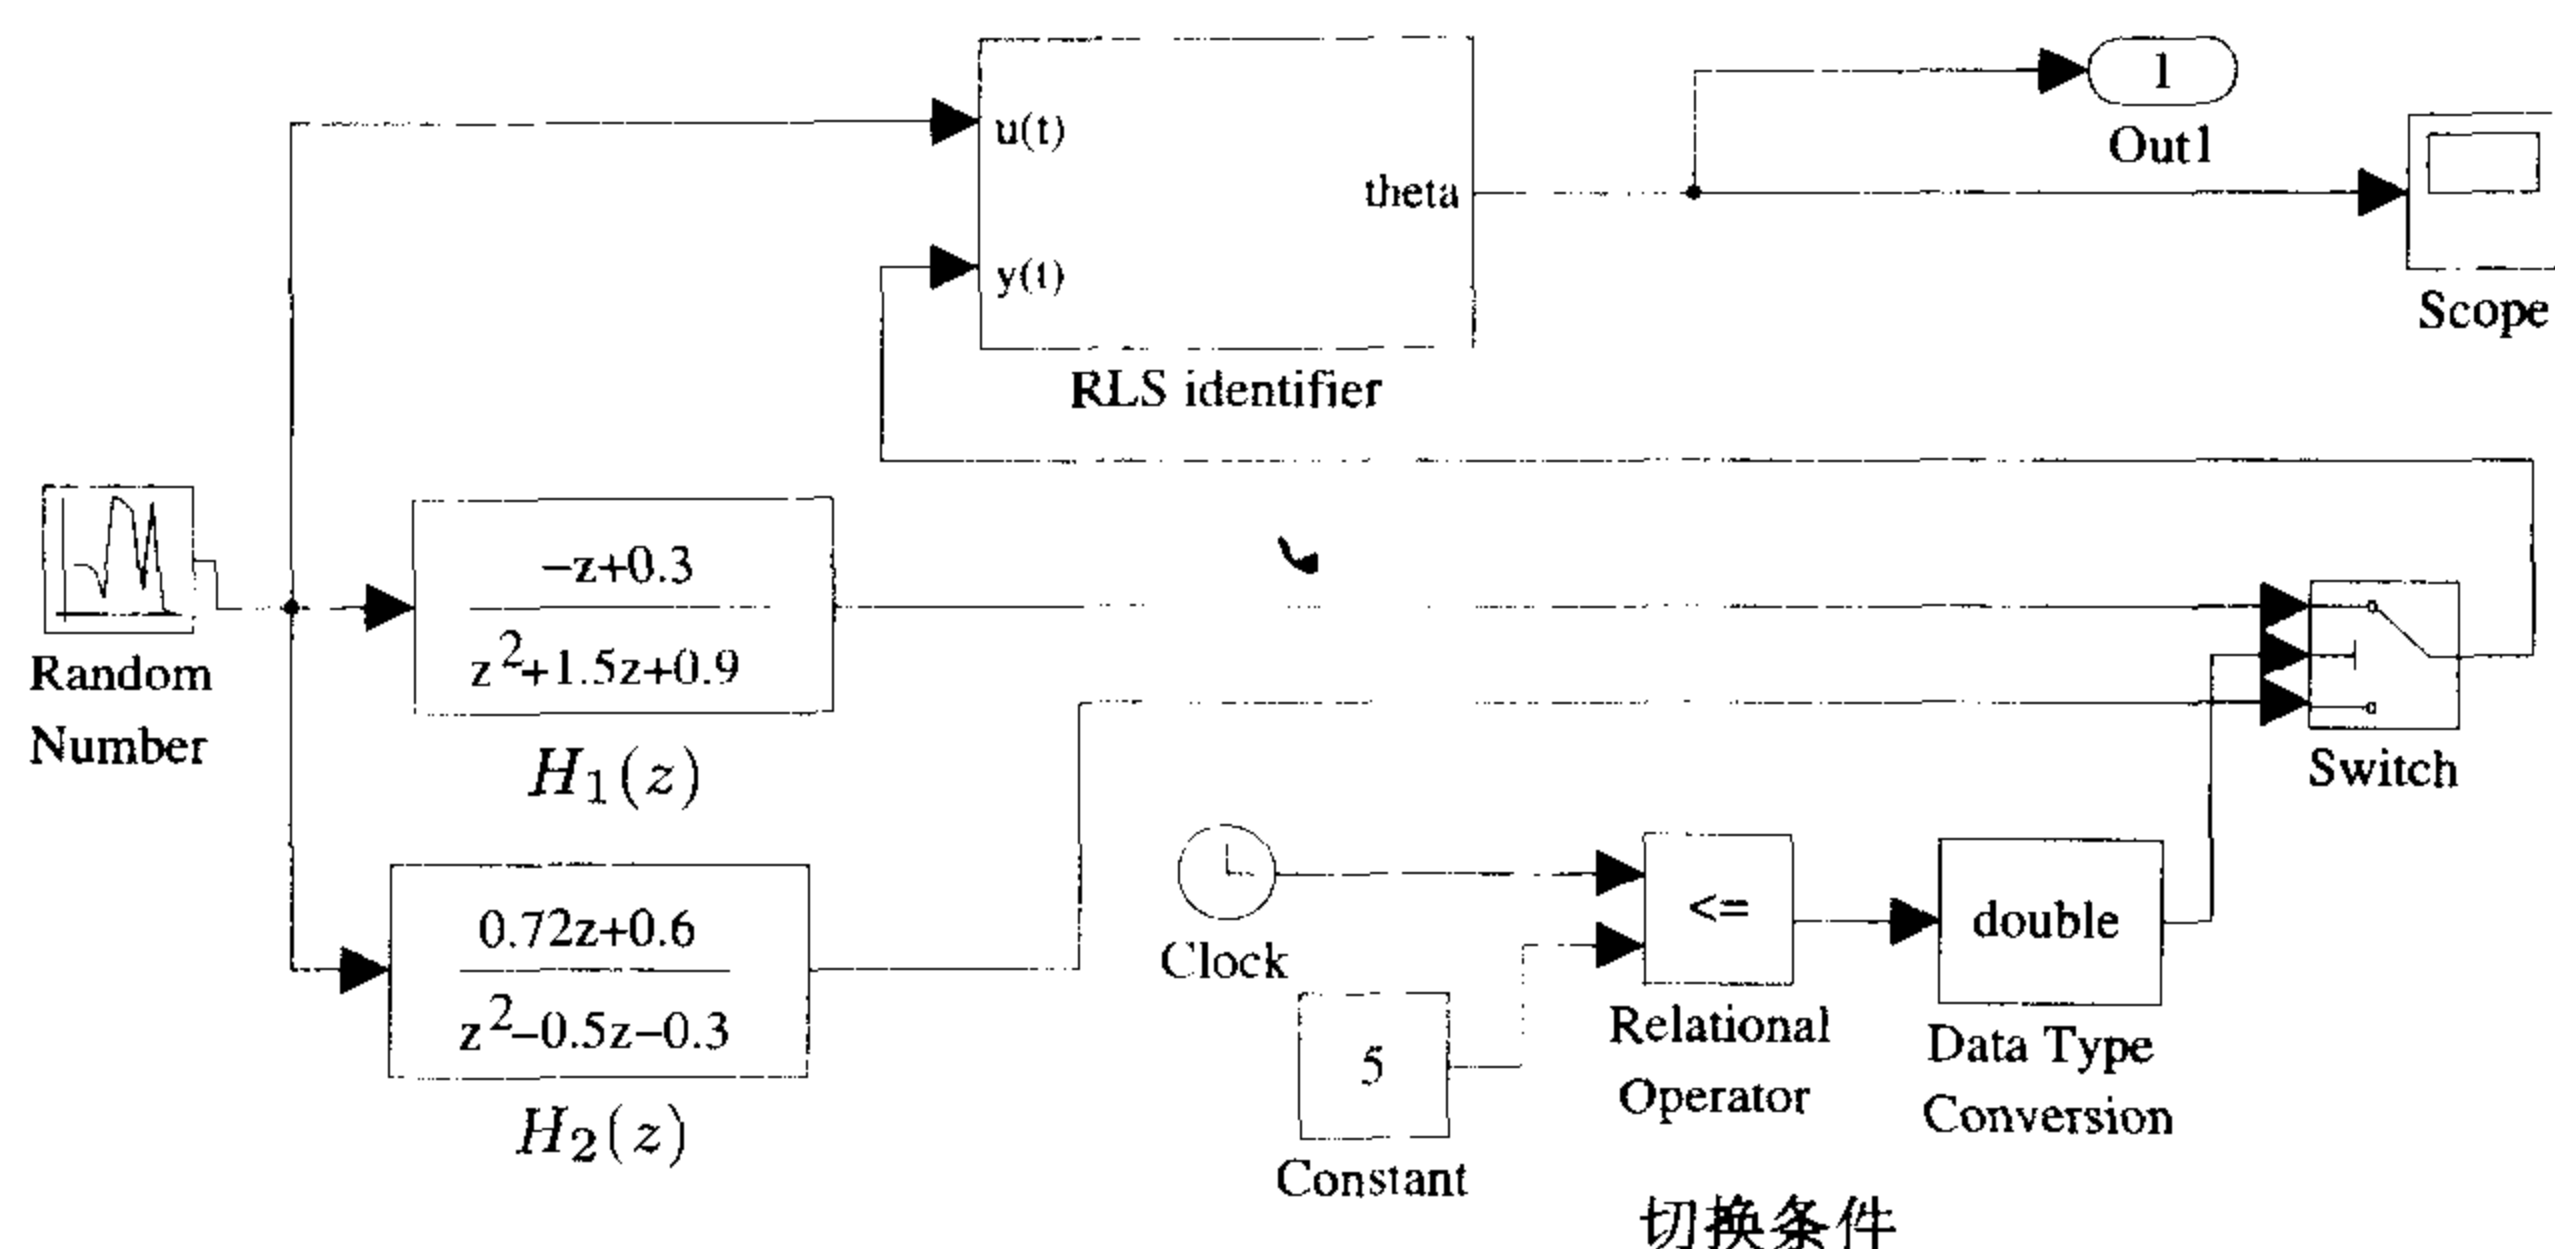 1
Out1
u(t)
theta
y(t)
Scope
RLS identifier
−z+0.3
z²+1.5z+0.9
Random
Number
H₁(z)
Switch
0.72z+0.6
z²−0.5z−0.3
H₂(z)
Clock
<=
double
5
Relational
Operator
Data Type
Conversion
Constant
切换条件